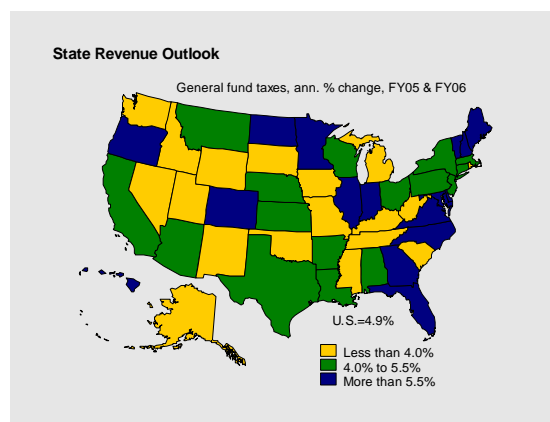 State Revenue Outlook
General fund taxes, ann. % change, FY05 & FY06
U.S.=4.9%
Less than 4.0%
4.0% to 5.5%
More than 5.5%